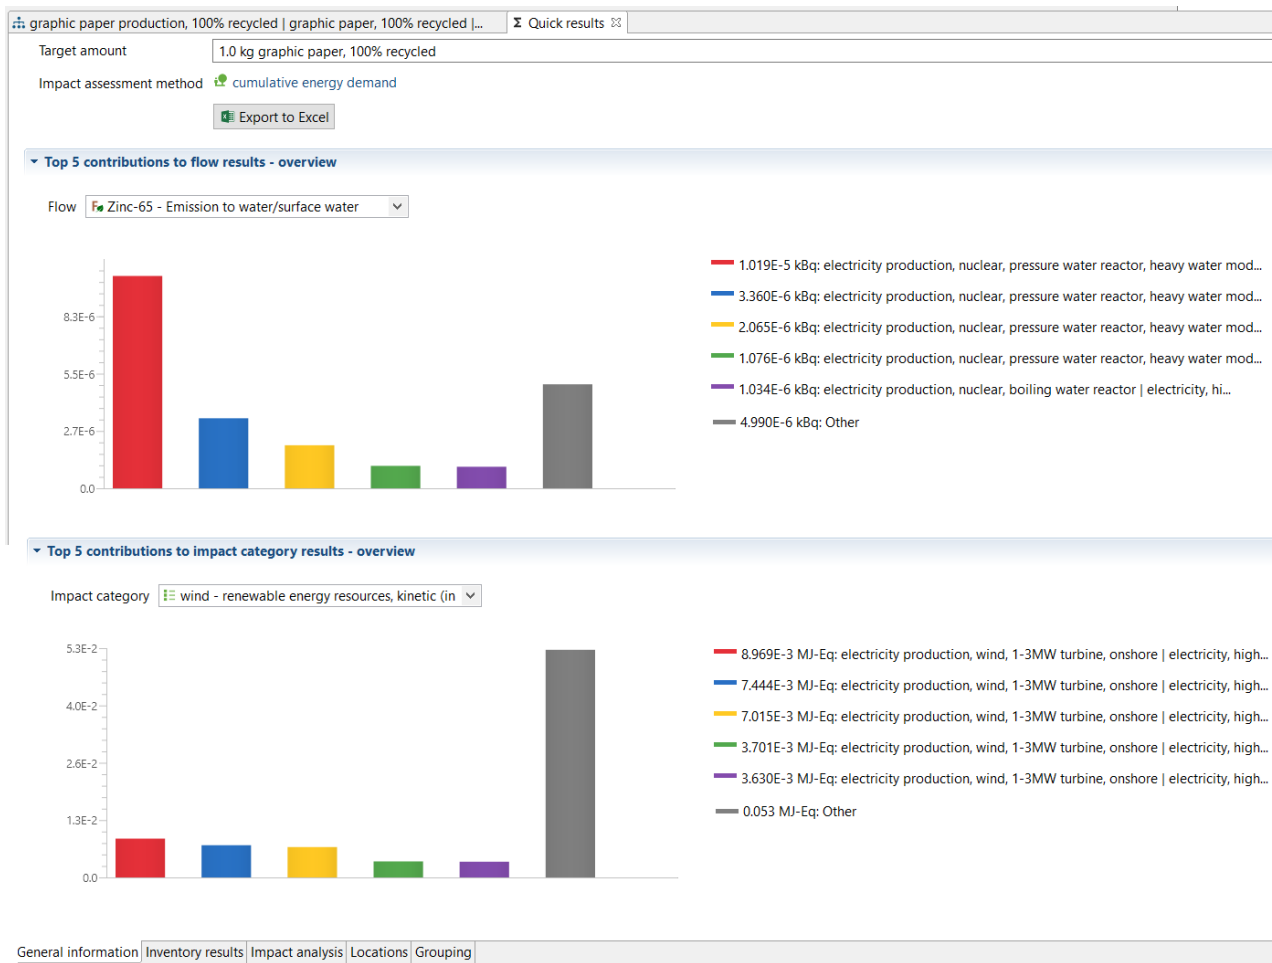 graphic paper production, 100% recycled | graphic paper, 100% recycled |...
Σ Quick results
Target amount 1.0 kg graphic paper, 100% recycled
Impact assessment method cumulative energy demand
Export to Excel
Top 5 contributions to flow results - overview
Flow Zinc-65 - Emission to water/surface water
8.3E-6
5.5E-6
2.7E-6
0.0
1.019E-5 kBq: electricity production, nuclear, pressure water reactor, heavy water mod...
3.360E-6 kBq: electricity production, nuclear, pressure water reactor, heavy water mod...
2.065E-6 kBq: electricity production, nuclear, pressure water reactor, heavy water mod...
1.076E-6 kBq: electricity production, nuclear, pressure water reactor, heavy water mod...
1.034E-6 kBq: electricity production, nuclear, boiling water reactor | electricity, hi...
4.990E-6 kBq: Other
Top 5 contributions to impact category results - overview
Impact category wind - renewable energy resources, kinetic (in
5.3E-2
4.0E-2
2.6E-2
1.3E-2
0.0
8.969E-3 MJ-Eq: electricity production, wind, 1-3MW turbine, onshore | electricity, high...
7.444E-3 MJ-Eq: electricity production, wind, 1-3MW turbine, onshore | electricity, high...
7.015E-3 MJ-Eq: electricity production, wind, 1-3MW turbine, onshore | electricity, high...
3.701E-3 MJ-Eq: electricity production, wind, 1-3MW turbine, onshore | electricity, high...
3.630E-3 MJ-Eq: electricity production, wind, 1-3MW turbine, onshore | electricity, high...
0.053 MJ-Eq: Other
General information Inventory results Impact analysis Locations Grouping